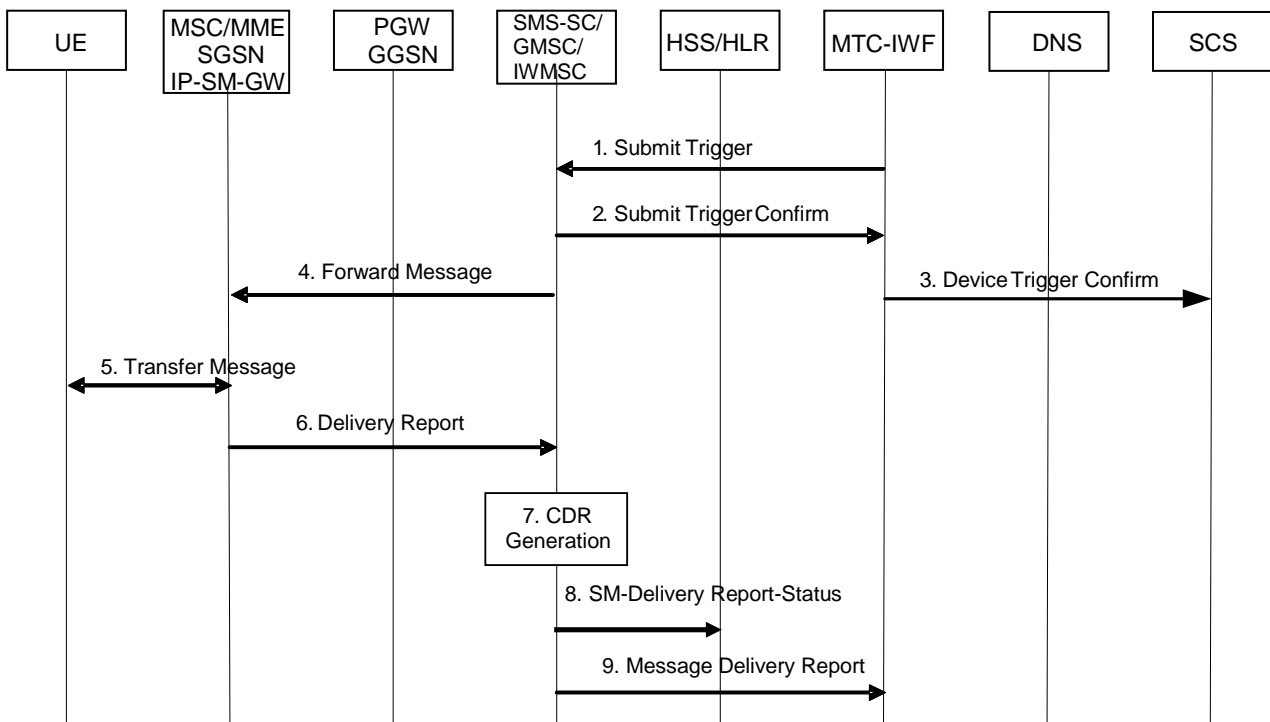 UE
MSC/MME
SGSN
IP-SM-GW
PGW
GGSN
SMS-SC/
GMSC/
IWMSC
HSS/HLR
MTC-IWF
DNS
SCS
1. Submit Trigger
2. Submit Trigger Confirm
4. Forward Message
3. Device Trigger Confirm
5. Transfer Message
6. Delivery Report
7. CDR
Generation
8. SM-Delivery Report-Status
9. Message Delivery Report